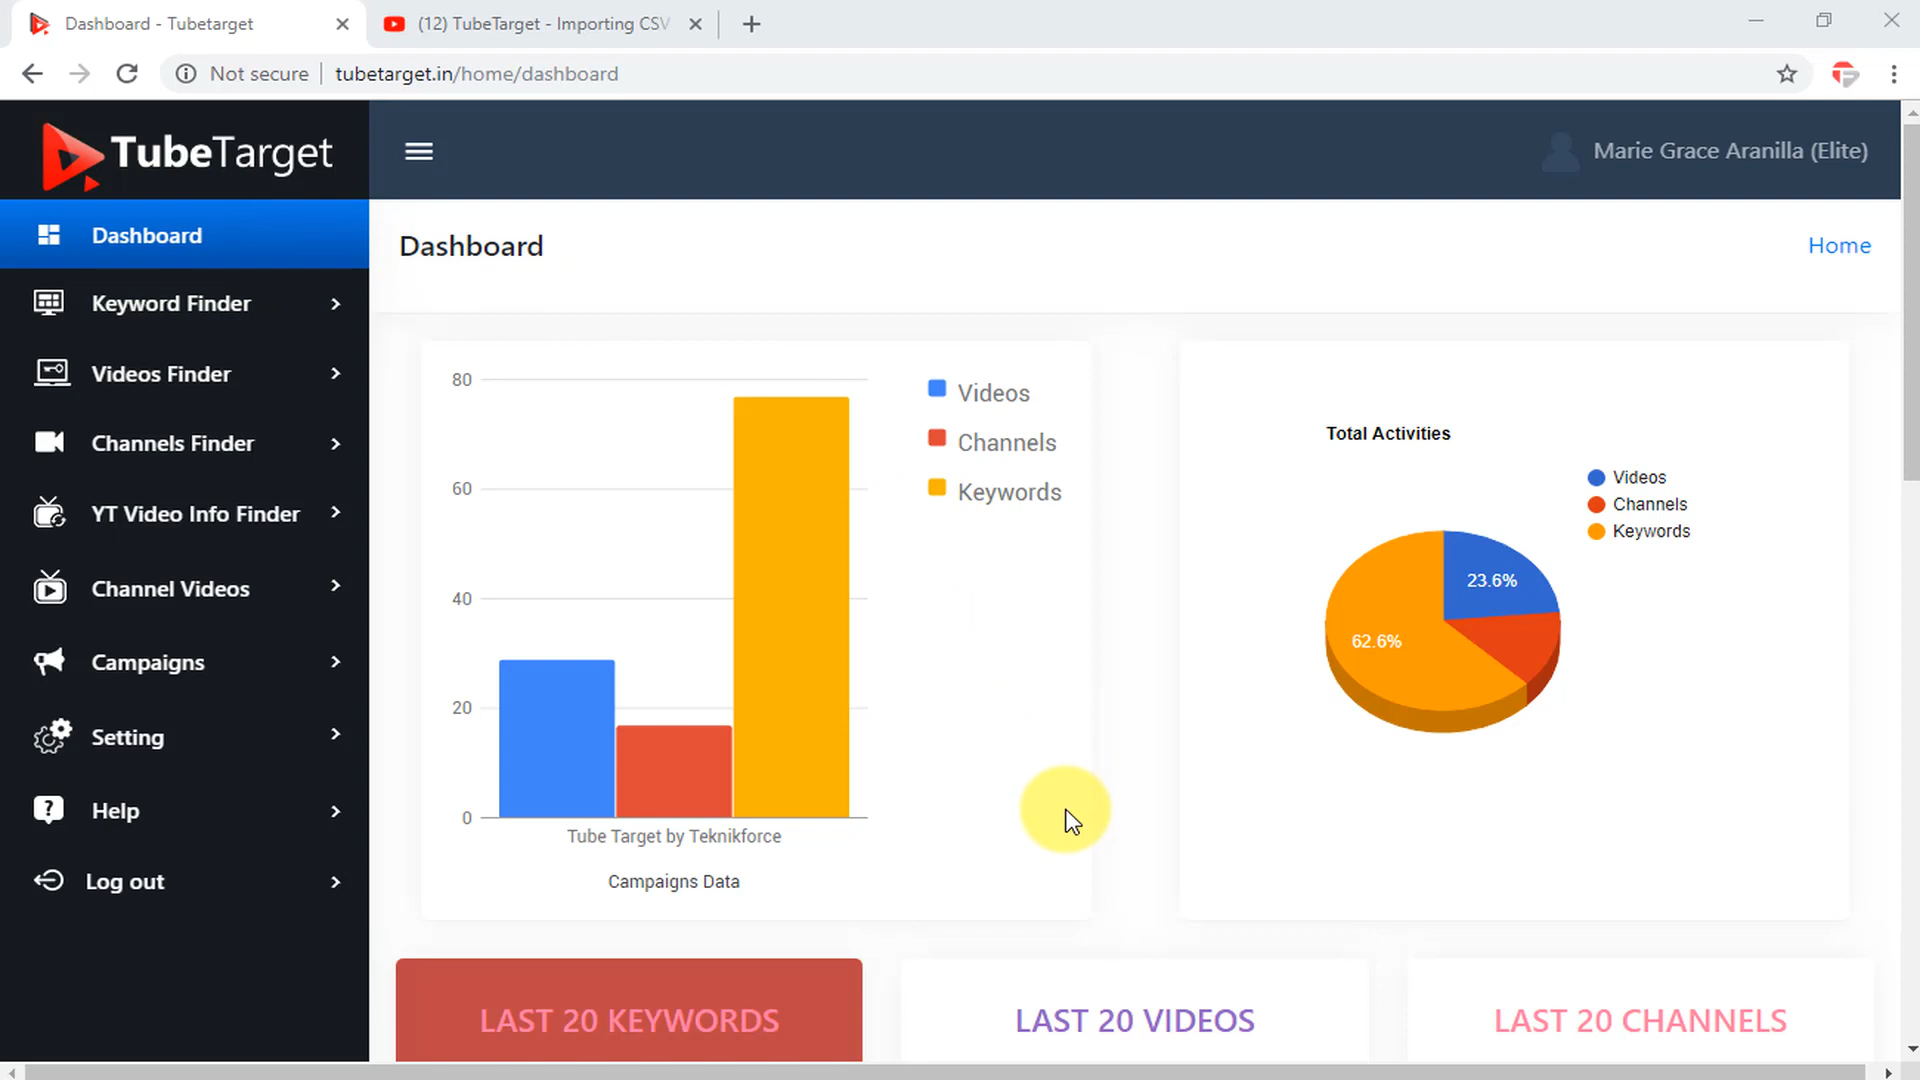 Dashboard - Tubetarget
(12) TubeTarget - Importing CSV
Not secure
tubetarget.in/home/dashboard
TubeTarget
Marie Grace Aranilla (Elite)
Dashboard
Keyword Finder
Videos Finder
Channels Finder
YT Video Info Finder
Channel Videos
Campaigns
Setting
Help
Log out
Dashboard
Home
80
60
40
20
0
Videos
Channels
Keywords
Tube Target by Teknikforce
Campaigns Data
Total Activities
Videos
Channels
Keywords
23.6%
62.6%
LAST 20 KEYWORDS
LAST 20 VIDEOS
LAST 20 CHANNELS